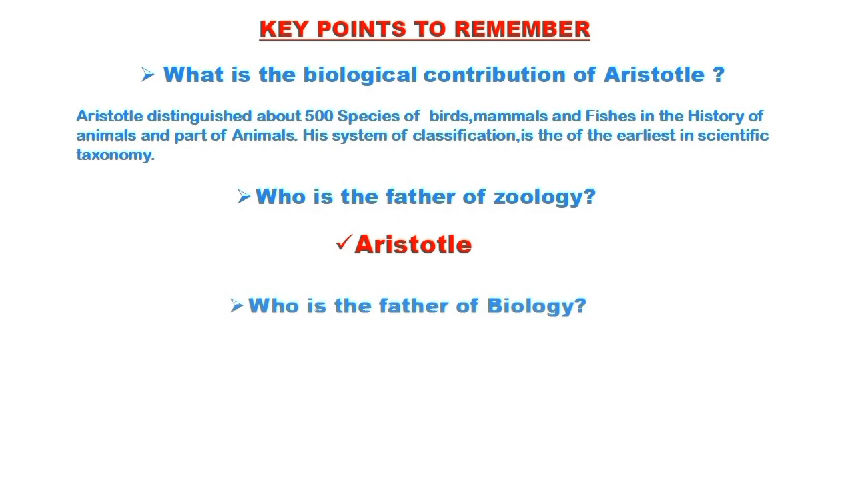 KEY POINTS TO REMEMBER
➢ What is the biological contribution of Aristotle ?
Aristotle distinguished about 500 Species of birds,mammals and Fishes in the History of
animals and part of Animals. His system of classification,is the of the earliest in scientific
taxonomy.
➢ Who is the father of zoology?
✓Aristotle
➢ Who is the father of Biology?